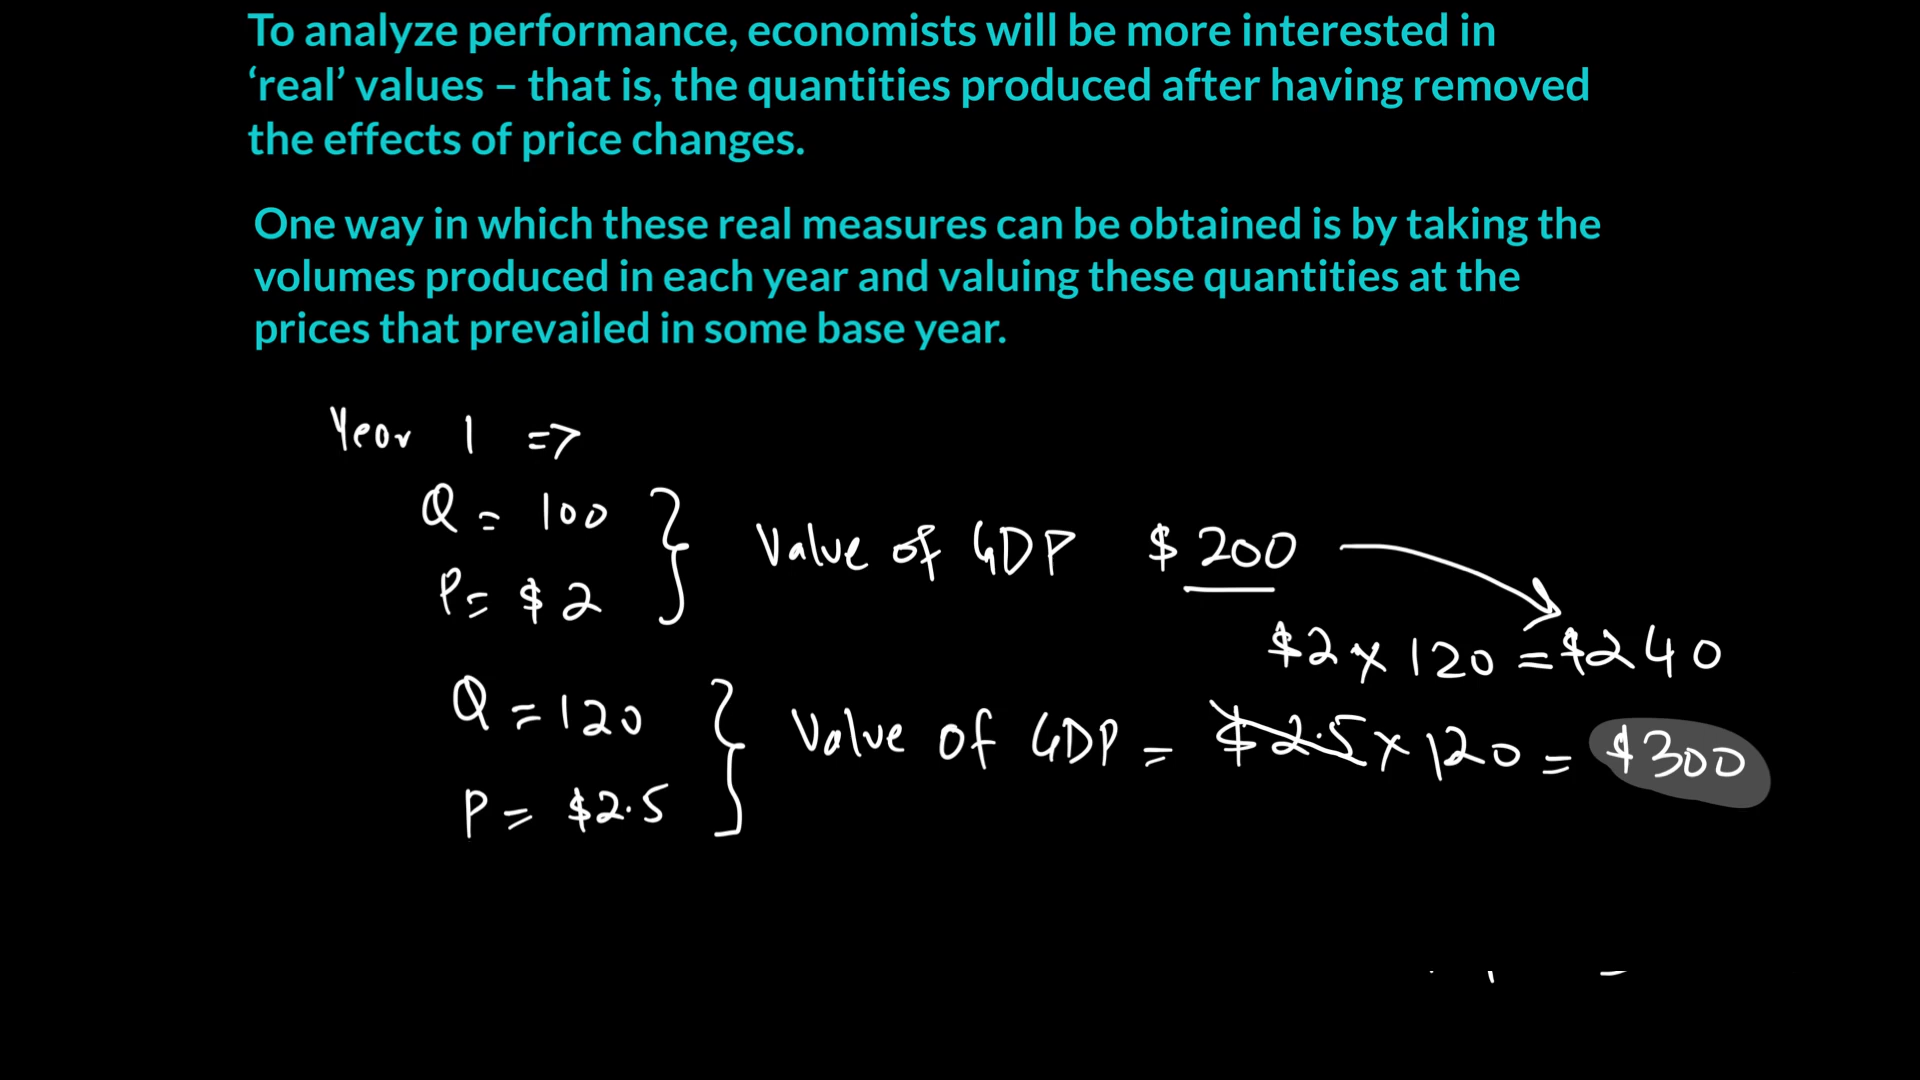 To analyze performance, economists will be more interested in
‘real’ values – that is, the quantities produced after having removed
the effects of price changes.
One way in which these real measures can be obtained is by taking the
volumes produced in each year and valuing these quantities at the
prices that prevailed in some base year.
Year 1 =>
Q = 100
P = $ 2
Value of GDP $ 200
$2 x 120 = $240
Q = 120
P = $2.5
Value of GDP = $2.5 x 120 = $300